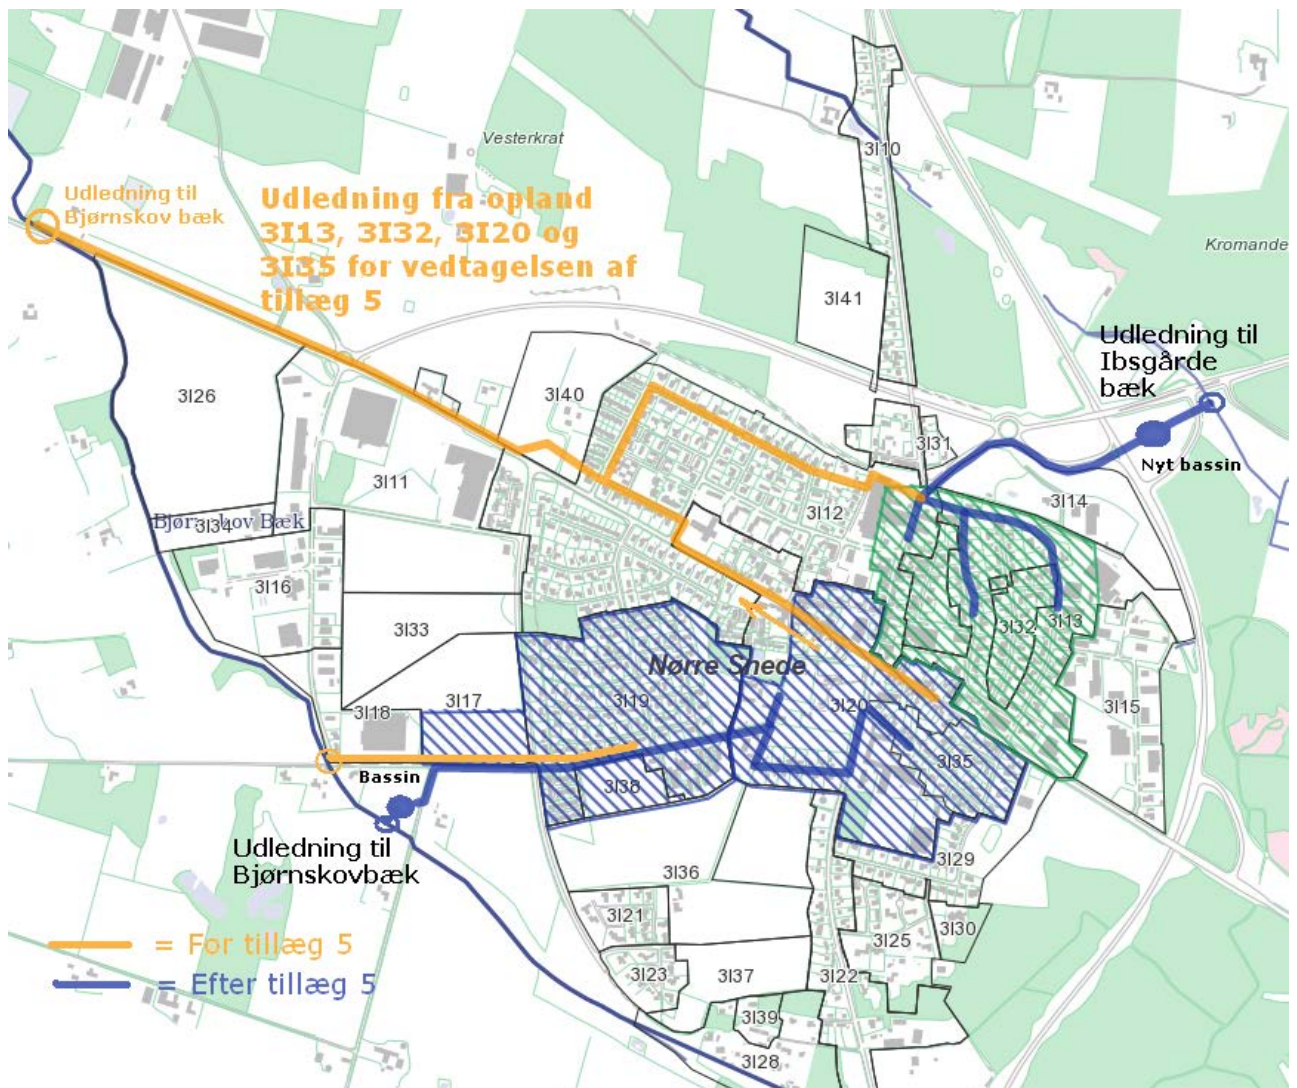 Vesterkrat
3I10
Udledning til
Bjørnskov bæk
Udledning fra opland
3I13, 3I32, 3I20 og
3I35 før vedtagelsen af
tillæg 5
Kromande
3I41
Udledning til
Ibsgårde
bæk
3I26
3I40
3I31
Nyt bassin
3I11
3I12
3I14
3I34
Bjørnskov Bæk
3I16
3I33
3I32
3I13
Nørre Snede
3I17
3I19
3I20
3I15
3I18
3I35
Bassin
3I38
Udledning til
Bjørnskovbæk
3I29
3I36
3I21
3I30
3I25
= For tillæg 5
3I23
3I37
3I22
= Efter tillæg 5
3I39
3I28